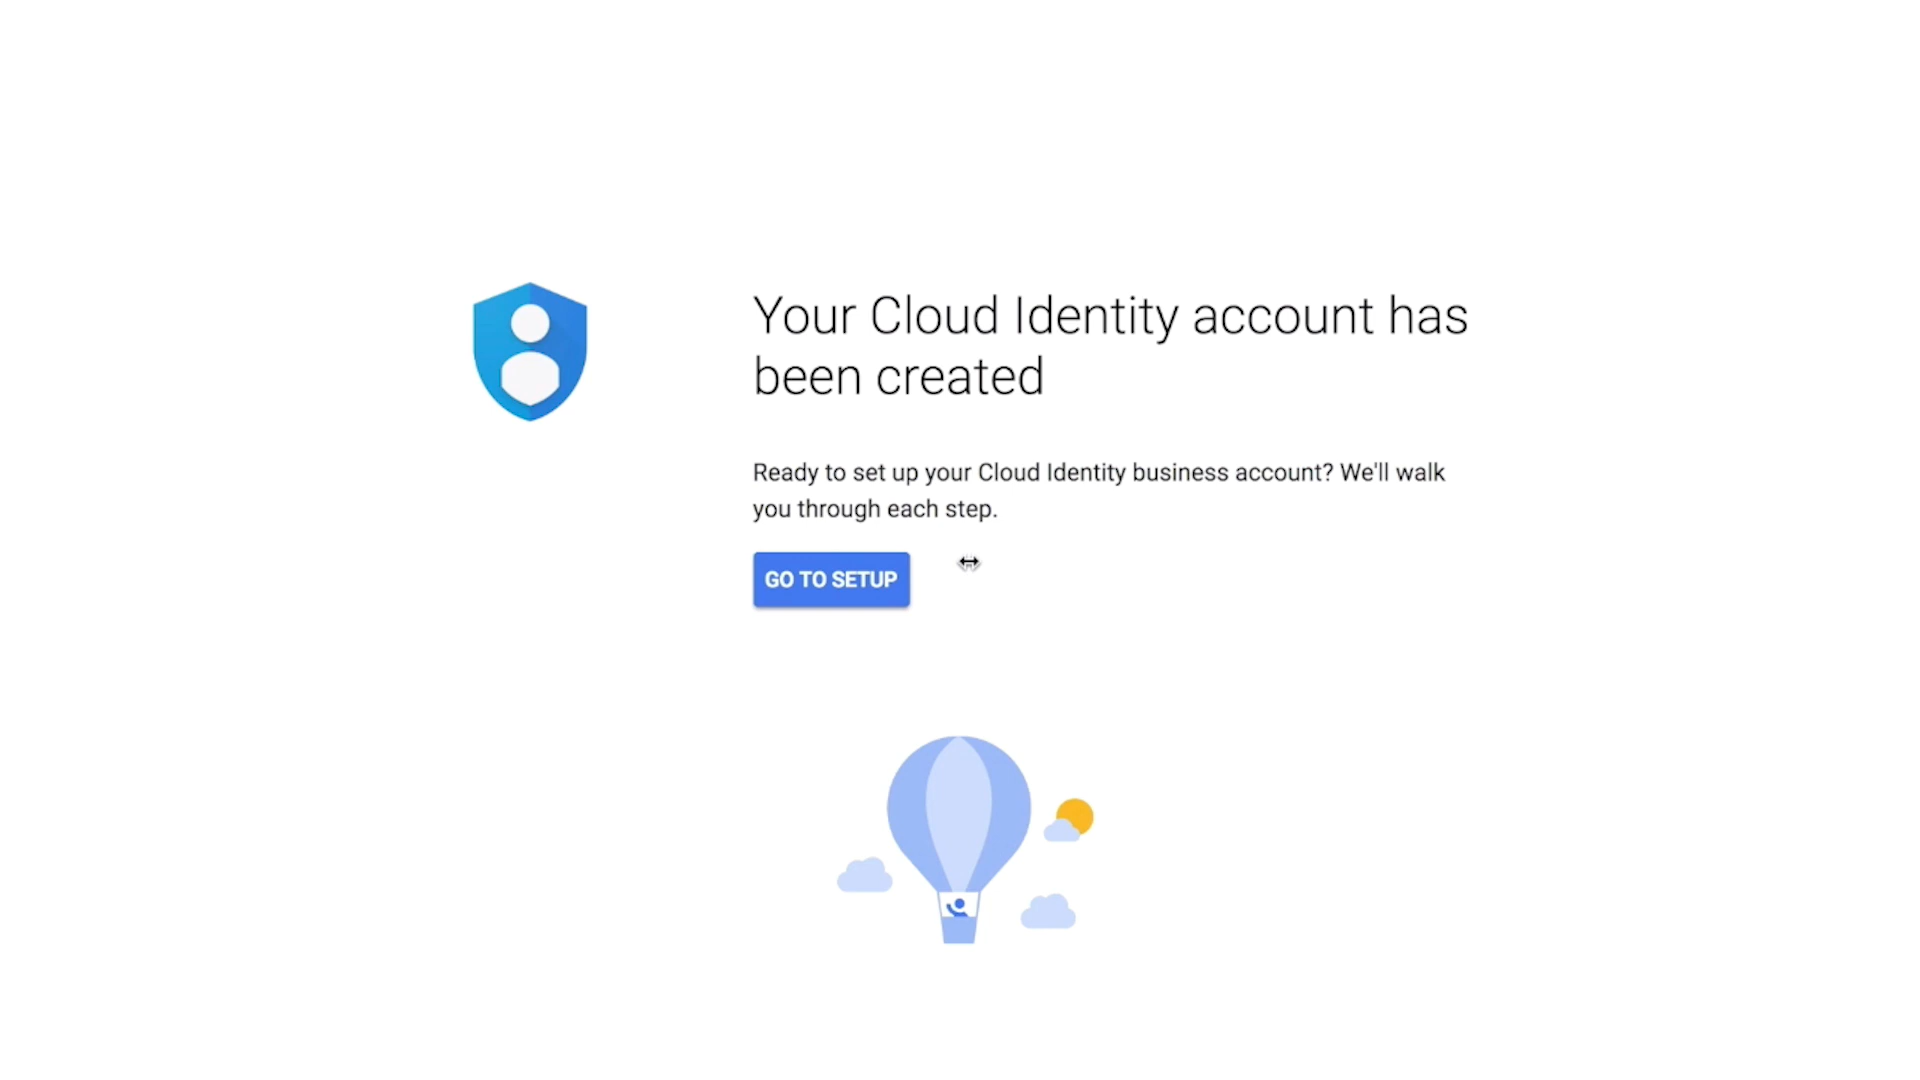 Your Cloud Identity account has
been created
Ready to set up your Cloud Identity business account? We'll walk
you through each step.
GO TO SETUP